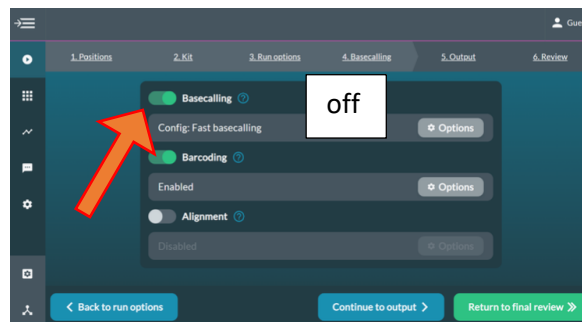 Gue
1. Positions 2. Kit 3. Run options 4. Basecalling 5. Output 6. Review
Basecalling ?
off
Config: Fast basecalling Options
Barcoding ?
Enabled Options
Alignment ?
Disabled Options
Back to run options Continue to output Return to final review